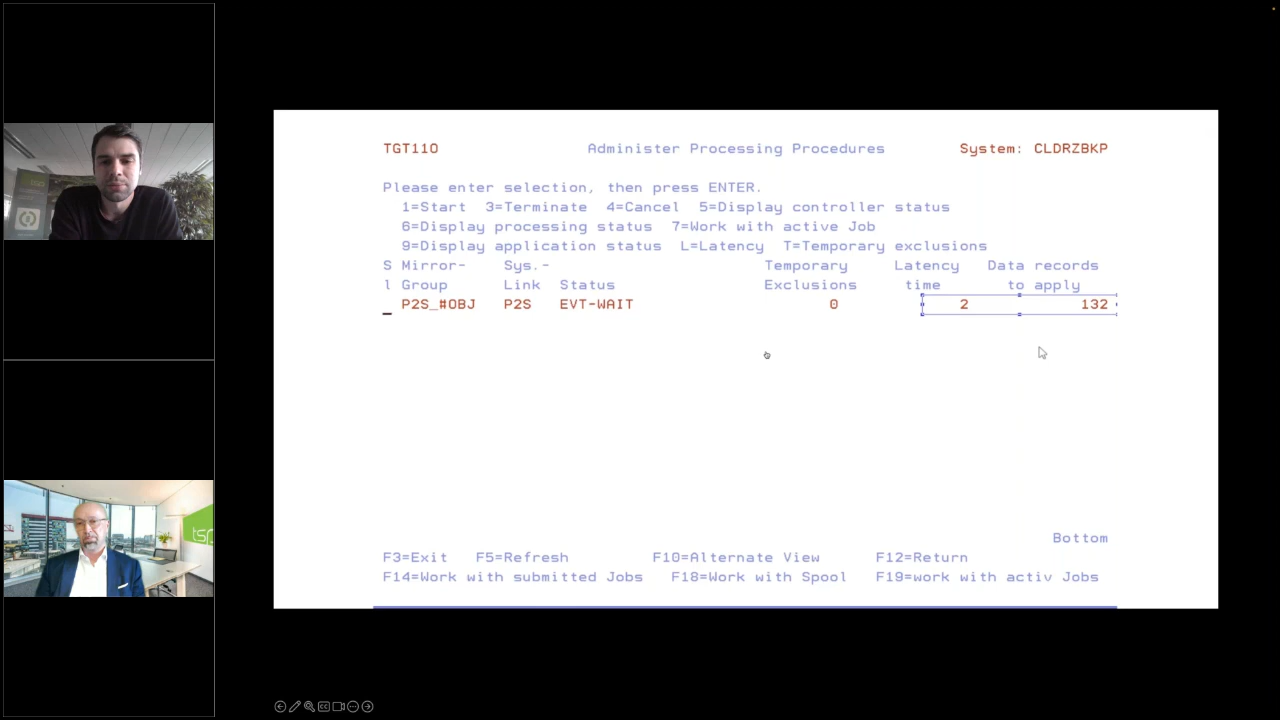 TGT110 Administer Processing Procedures System: CLDRZBKP
Please enter selection, then press ENTER.
1=Start 3=Terminate 4=Cancel 5=Display controller status
6=Display processing status 7=Work with active Job
9=Display application status L=Latency T=Temporary exclusions
S Mirror- Sys.- Temporary Latency Data records
l Group Link Status Exclusions time to apply
_ P2S_#OBJ P2S EVT-WAIT 0 2 132
Bottom
F3=Exit F5=Refresh F10=Alternate View F12=Return
F14=Work with submitted Jobs F18=Work with Spool F19=work with activ Jobs